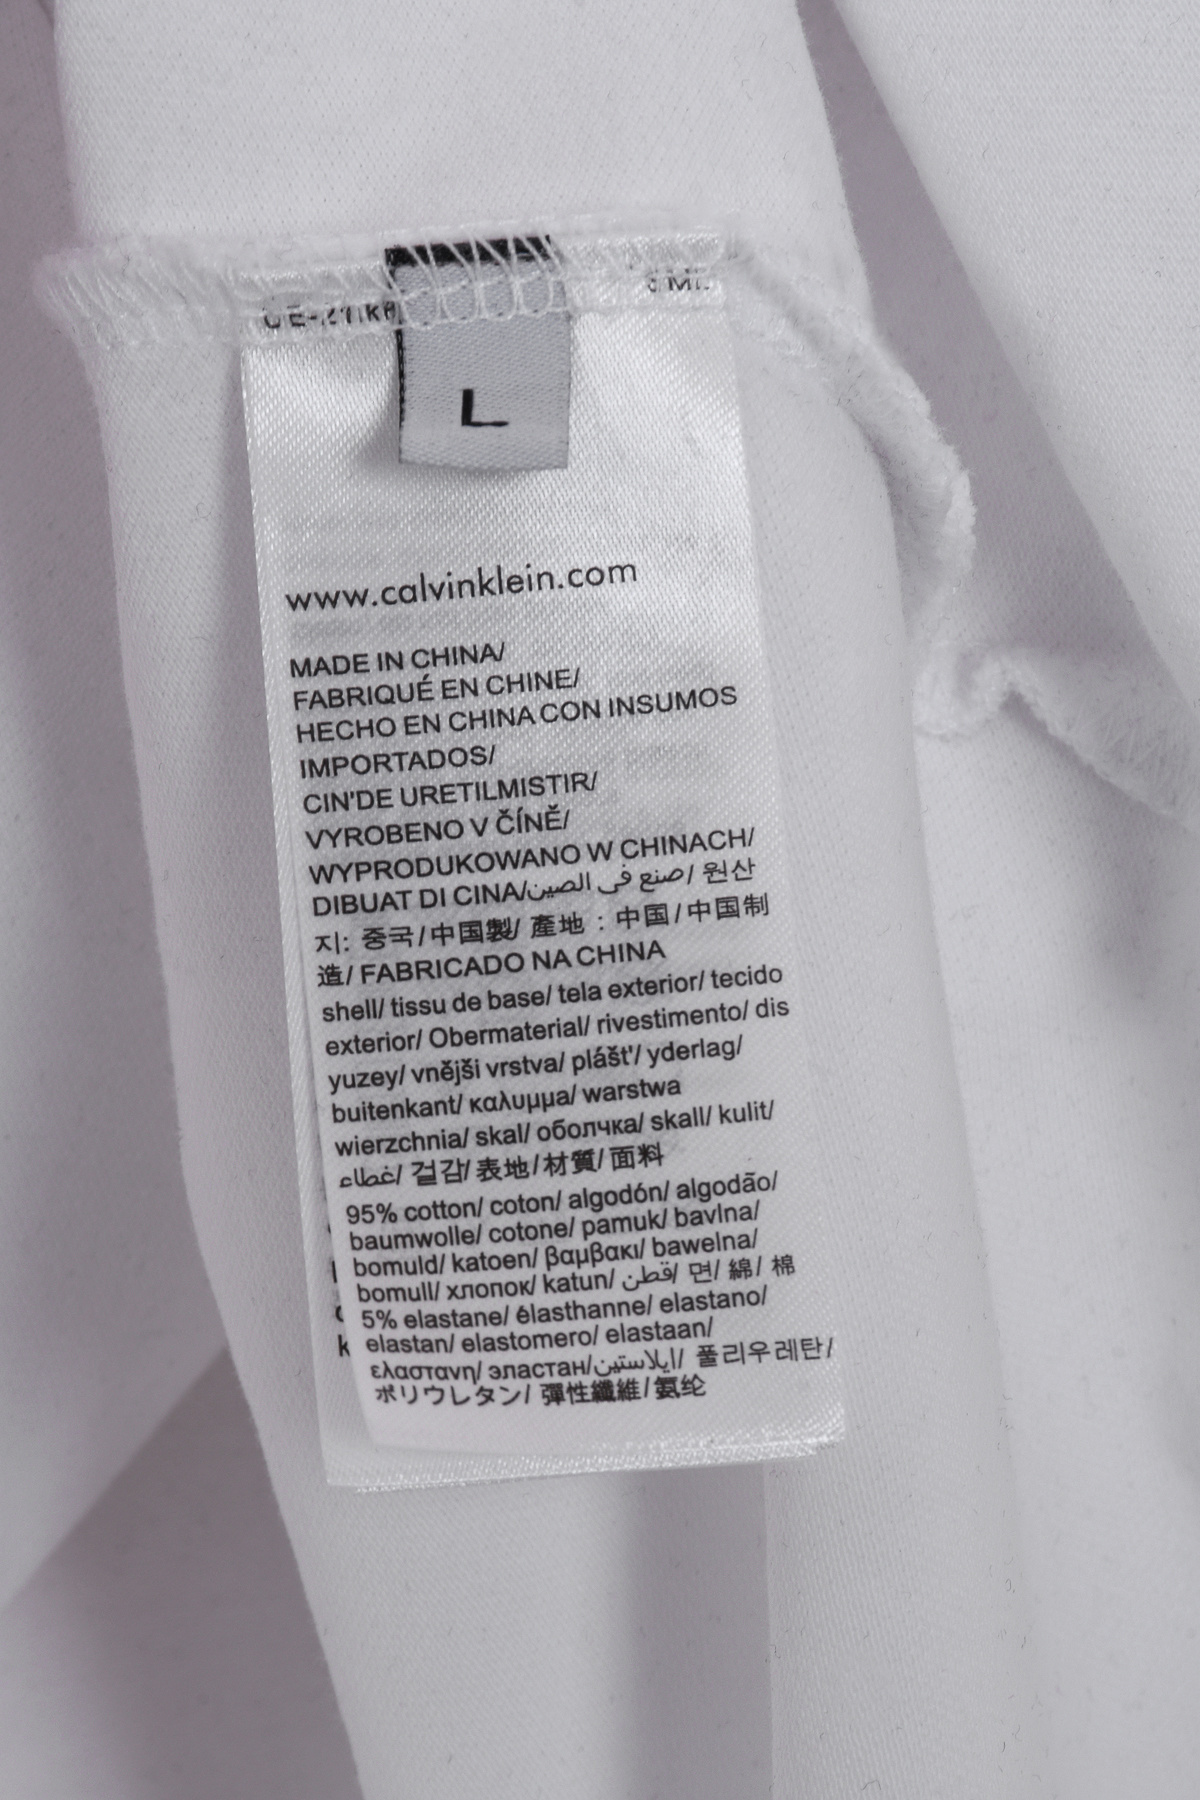 L
www.calvinklein.com
MADE IN CHINA/
FABRIQUÉ EN CHINE/
HECHO EN CHINA CON INSUMOS
IMPORTADOS/
CIN'DE URETILMISTIR/
VYROBENO V ČÍNĚ/
WYPRODUKOWANO W CHINACH/
DIBUAT DI CINA/صنع في الصين/ 원산
지: 중국/中国製/ 產地 : 中国/中国制
造/ FABRICADO NA CHINA
shell/ tissu de base/ tela exterior/ tecido
exterior/ Obermaterial/ rivestimento/ dis
yuzey/ vnějši vrstva/ plášt'/ yderlag/
buitenkant/ καλυμμα/ warstwa
wierzchnia/ skal/ оболчка/ skall/ kulit/
غطاء/ 걸감/ 表地/材質/ 面料
95% cotton/ coton/ algodón/ algodão/
baumwolle/ cotone/ pamuk/ bavlna/
bomuld/ katoen/ βαμβακι/ bawelna/
bomull/ хлопок/ katun/ قطن/ 면/ 綿/ 棉
5% elastane/ élasthanne/ elastano/
elastan/ elastomero/ elastaan/
ελαστανη/ эластан/ايلاستين/ 폴리우레탄/
ポリウレタン/ 彈性纖維/氨纶